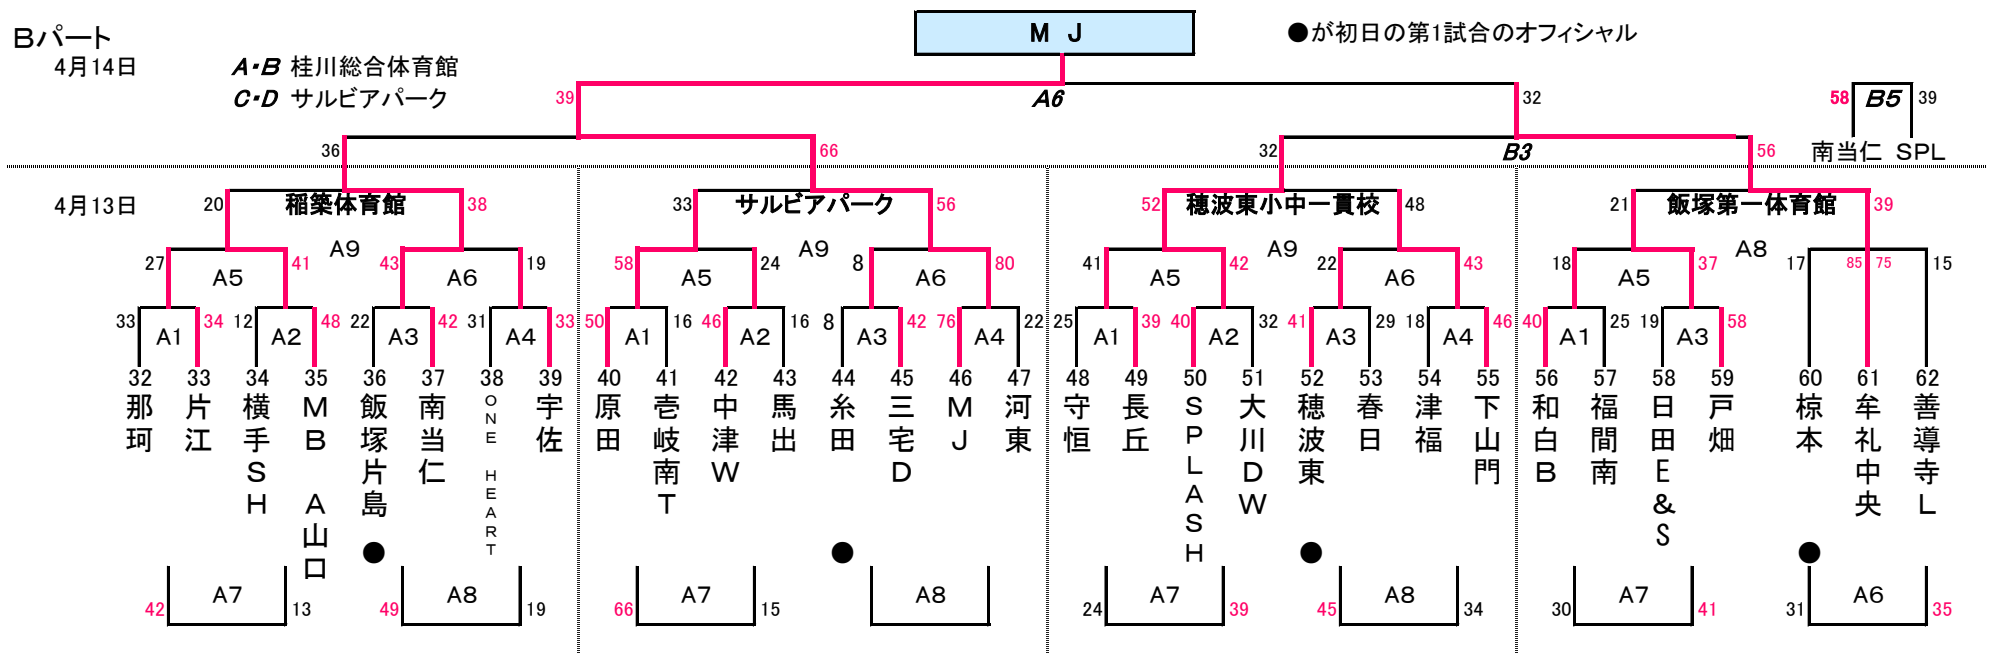 Bパート
MJ
●が初日の第1試合のオフィシャル
4月14日
A・B 桂川総合体育館
C・D サルビアパーク
39 A6 32
58 B5 39
36 66 32 B3 56
南当仁 SPL
4月13日
20 稲築体育館 38 33 サルビアパーク 56 52 穂波東小中一貫校 48 21 飯塚第一体育館 39
A9 A9 A9 A8
27 41 43 19 58 24 8 80 41 42 22 43 18 37 17 85 75 15
A5 A6 A5 A6 A5 A6 A5
33 34 12 48 22 42 31 33 50 16 46 16 8 42 76 22 25 39 40 32 41 29 18 46 40 25 19 58
A1 A2 A3 A4 A1 A2 A3 A4 A1 A2 A3 A4 A1 A3
32 33 34 35 36 37 38 39 40 41 42 43 44 45 46 47 48 49 50 51 52 53 54 55 56 57 58 59 60 61 62
那珂
片江
横手SH
MB A山口
飯塚片島
南当仁
ONE HEART
宇佐
原田
壱岐南T
中津W
馬出
糸田
三宅D
MJ
河東
守恒
長丘
SPLASH
大川DW
穂波東
春日
津福
下山門
和白B
福間南
日田E&S
戸畑
椋本
牟礼中央
善導寺L
● ● ● ●
42 A7 13 49 A8 19 66 A7 15 A8 24 A7 39 45 A8 34 30 A7 41 31 A6 35